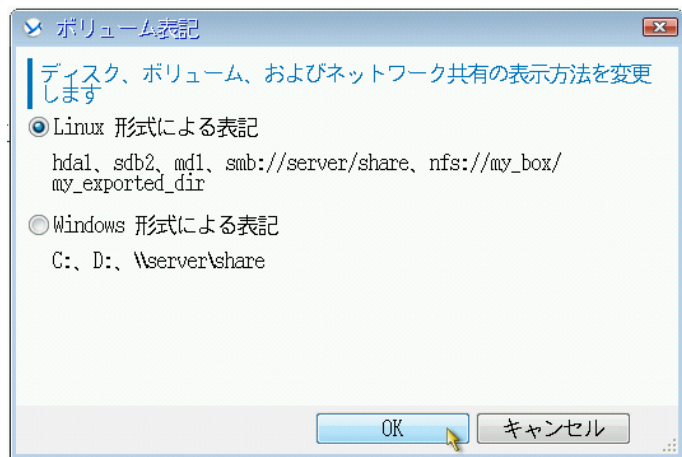 ボリューム表記
ディスク、ボリューム、およびネットワーク共有の表示方法を変更
します
Linux 形式による表記
hda1、sdb2、md1、smb://server/share、nfs://my_box/
my_exported_dir
Windows 形式による表記
C:、D:、\\server\share
OK
キャンセル